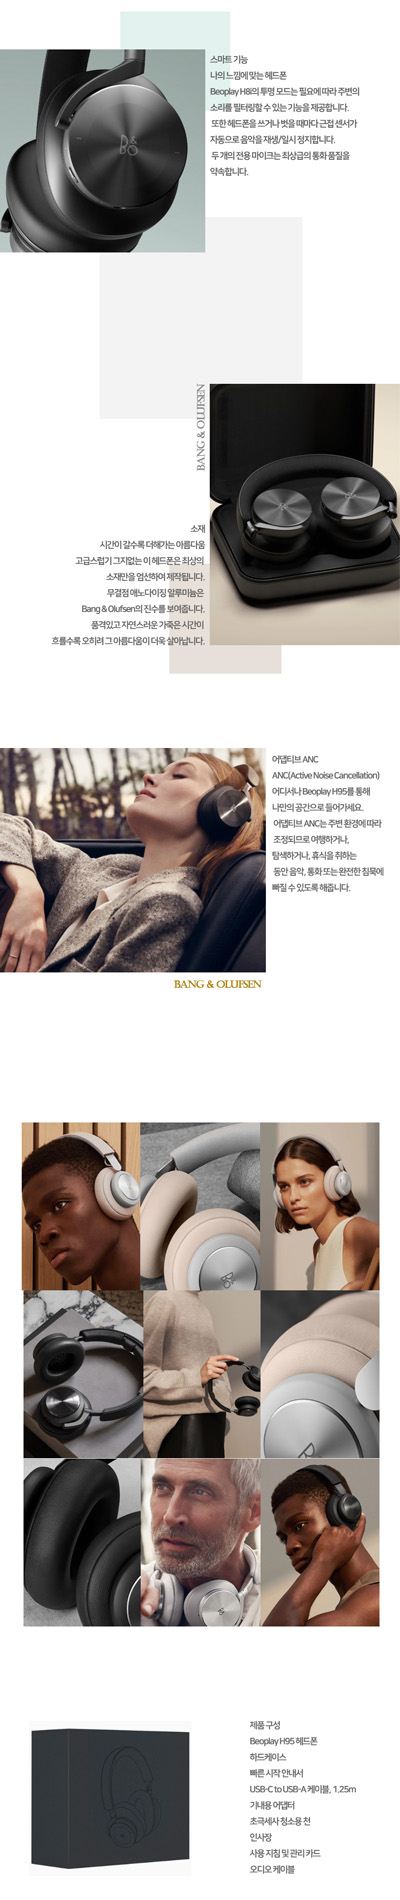 스마트 기능
나의 느낌에 맞는 헤드폰
Beoplay H8i의 투명 모드는 필요에 따라 주변의
소리를 필터링할 수 있는 기능을 제공합니다.
또한 헤드폰을 쓰거나 벗을 때마다 근접 센서가
자동으로 음악을 재생/일시 정지합니다.
두 개의 전용 마이크는 최상급의 통화 품질을
약속합니다.
B&O
BANG & OLUFSEN
소재
시간이 갈수록 더해가는 아름다움
고급스럽기 그지없는 이 헤드폰은 최상의
소재만을 엄선하여 제작됩니다.
무결점 애노다이징 알루미늄은
Bang & Olufsen의 진수를 보여줍니다.
품격있고 자연스러운 가죽은 시간이
흐를수록 오히려 그 아름다움이 더욱 살아납니다.
어댑티브 ANC
ANC(Active Noise Cancellation)
어디서나 Beoplay H95를 통해
나만의 공간으로 들어가세요.
어댑티브 ANC는 주변 환경에 따라
조정되므로 여행하거나,
탐색하거나, 휴식을 취하는
동안 음악, 통화 또는 완전한 침묵에
빠질 수 있도록 해줍니다.
BANG & OLUFSEN
제품 구성
Beoplay H95 헤드폰
하드케이스
빠른 시작 안내서
USB-C to USB-A 케이블, 1.25m
기내용 어댑터
초극세사 청소용 천
인사장
사용 지침 및 관리 카드
오디오 케이블